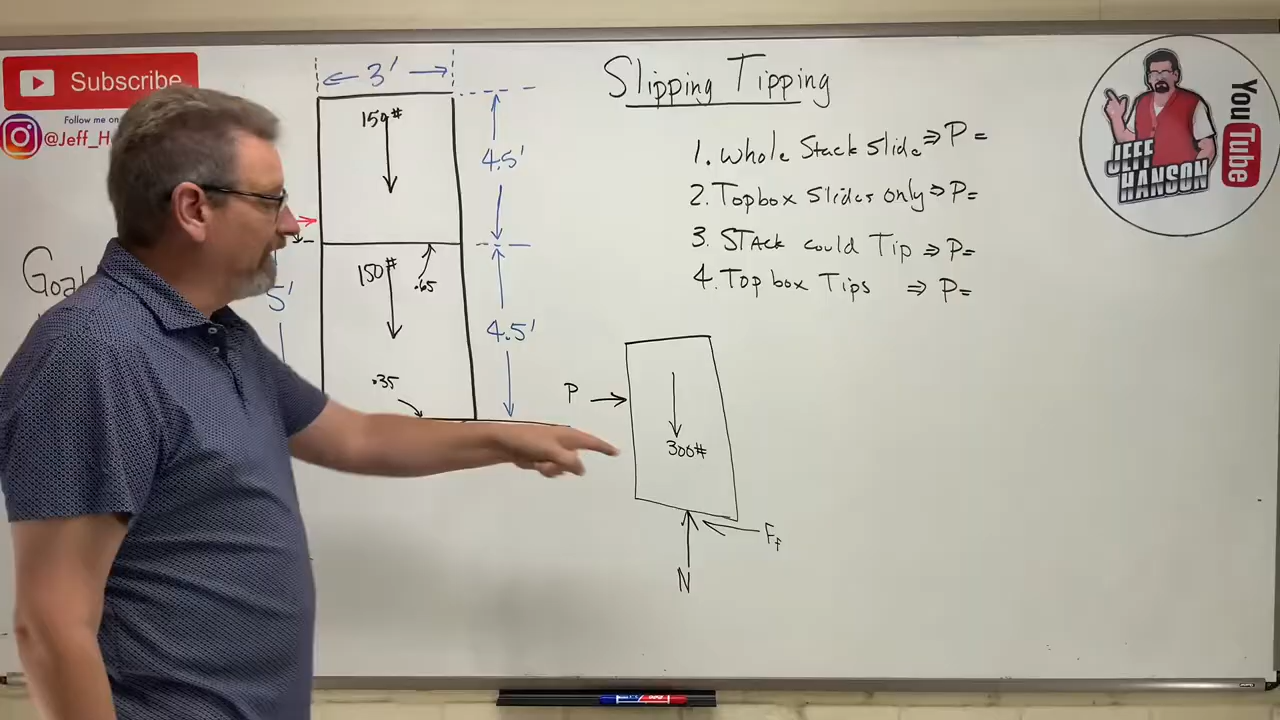 Subscribe
Follow me on
@Jeff_H
3'
150#
4.5'
150#
.65
4.5'
5'
.35
Goal
Slipping Tipping
1. Whole Stack Slide ⇒ P =
2. Top box Slides only ⇒ P=
3. STAck could Tip ⇒ P=
4. Top box Tips ⇒ P=
P
300#
Ff
N
JEFF
HANSON
You
Tube